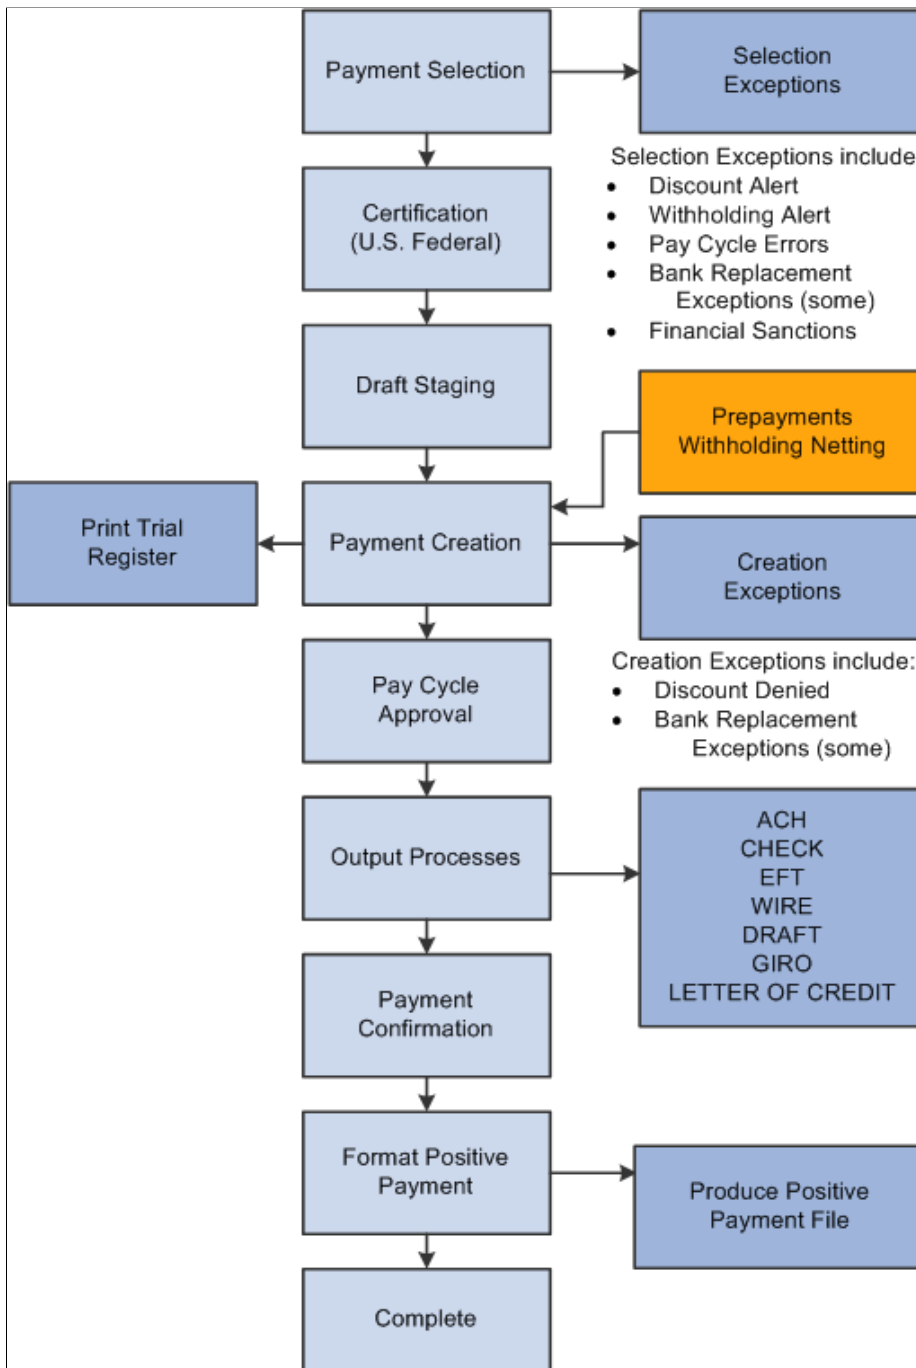 Payment Selection
Selection
Exceptions
Selection Exceptions include
• Discount Alert
• Withholding Alert
• Pay Cycle Errors
• Bank Replacement
Exceptions (some)
• Financial Sanctions
Certification
(U.S. Federal)
Draft Staging
Prepayments
Withholding Netting
Print Trial
Register
Payment Creation
Creation
Exceptions
Creation Exceptions include:
• Discount Denied
• Bank Replacement
Exceptions (some)
Pay Cycle
Approval
Output Processes
ACH
CHECK
EFT
WIRE
DRAFT
GIRO
LETTER OF CREDIT
Payment
Confirmation
Format Positive
Payment
Produce Positive
Payment File
Complete